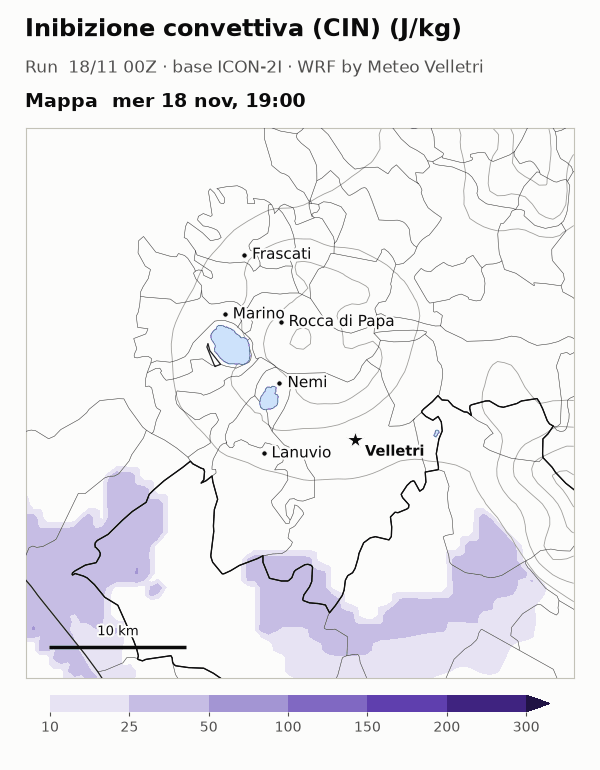 Inibizione convettiva (CIN) (J/kg)
Run  18/11 00Z · base ICON-2I · WRF by Meteo Velletri
Mappa  mer 18 nov, 19:00
Frascati
Marino
Rocca di Papa
Nemi
Velletri
Lanuvio
10 km
10 25 50 100 150 200 300